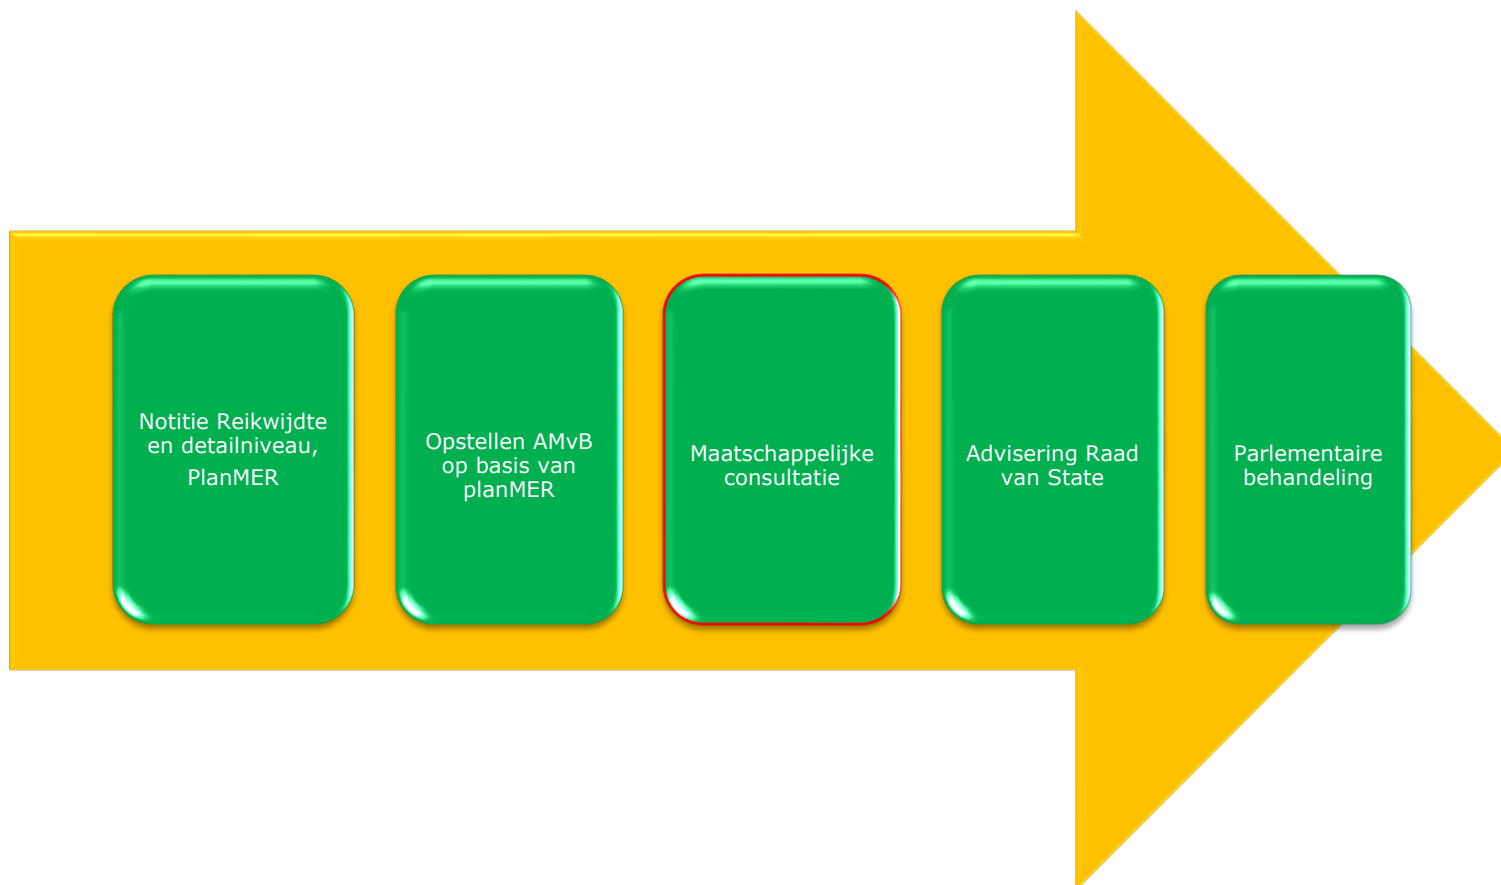 Notitie Reikwijdte
en detailniveau,
PlanMER
Opstellen AMvB
op basis van
planMER
Maatschappelijke
consultatie
Advisering Raad
van State
Parlementaire
behandeling